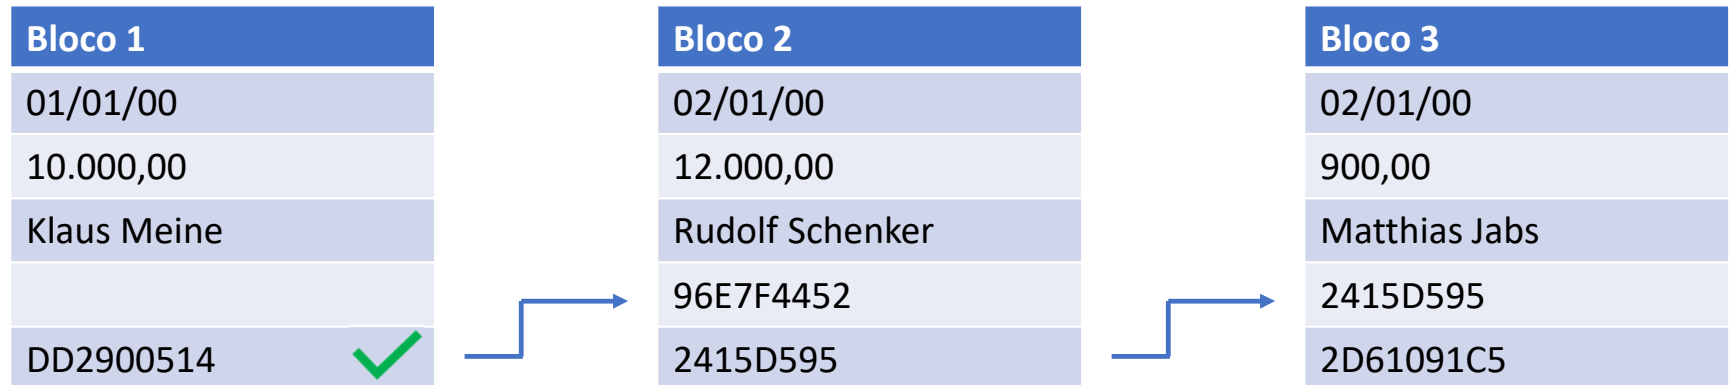 Bloco 1
01/01/00
10.000,00
Klaus Meine
DD2900514
Bloco 2
02/01/00
12.000,00
Rudolf Schenker
96E7F4452
2415D595
Bloco 3
02/01/00
900,00
Matthias Jabs
2415D595
2D61091C5